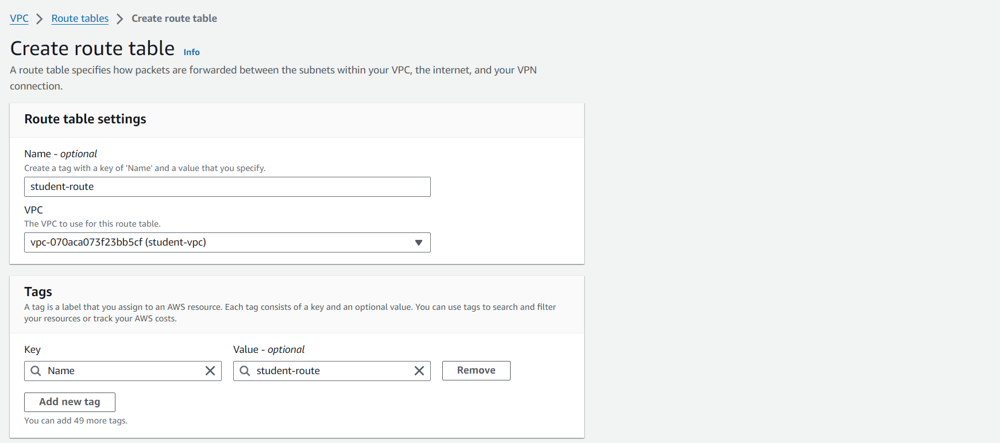 VPC > Route tables > Create route table
Create route table Info
A route table specifies how packets are forwarded between the subnets within your VPC, the internet, and your VPN
connection.
Route table settings
Name - optional
Create a tag with a key of 'Name' and a value that you specify.
student-route
VPC
The VPC to use for this route table.
vpc-070aca073f23bb5cf (student-vpc)
Tags
A tag is a label that you assign to an AWS resource. Each tag consists of a key and an optional value. You can use tags to search and filter
your resources or track your AWS costs.
Key Value - optional
Name student-route Remove
Add new tag
You can add 49 more tags.